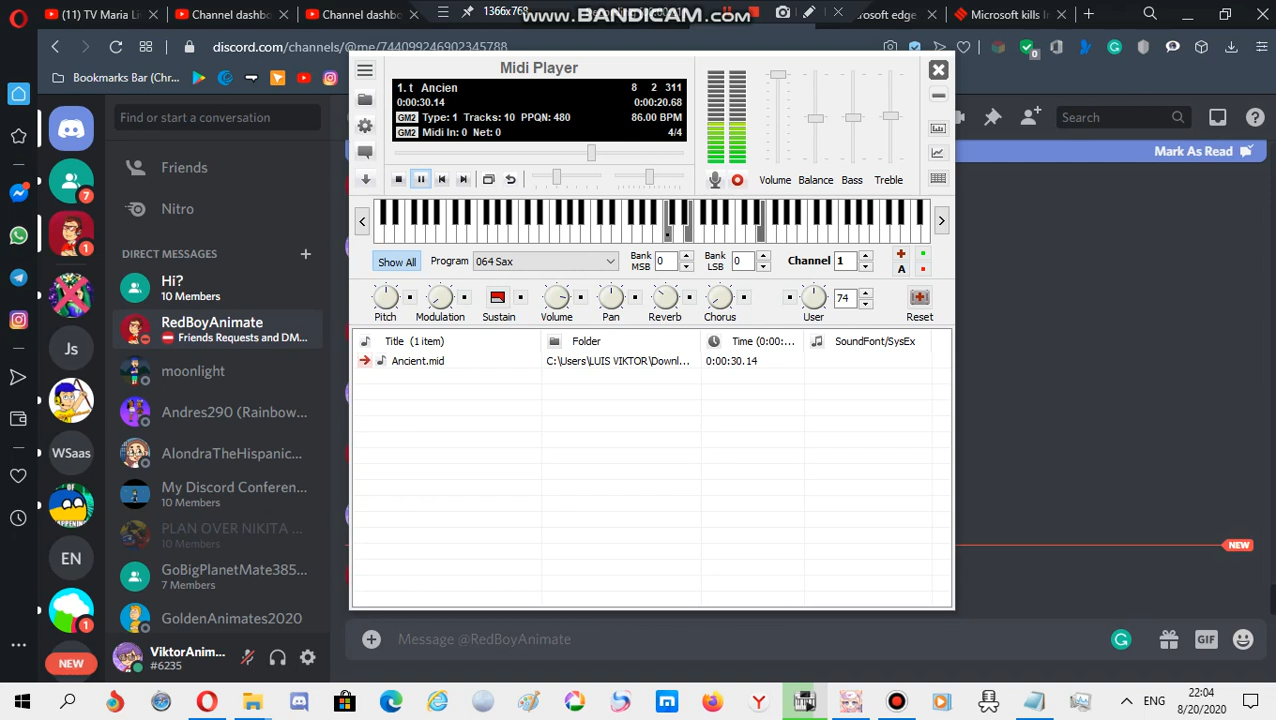 (11) TV Maria Li
Channel dashbo
Channel dashbo
1366x768
www.BANDICAM.com
osoft edge
Microsoft kills In
discord.com/channels/@me/744099246902345788
Bookmarks Bar (Chr...
0
Find or start a conversation
Search
Mark As Read
Friends
Nitro
DIRECT MESSAGES
Hi?
10 Members
RedBoyAnimate
Friends Requests and DM...
moonlight
Andres290 (Rainbow...
AlondraTheHispanic...
My Discord Conferen...
10 Members
PLAN OVER NIKITA ...
10 Members
GoBigPlanetMate385...
7 Members
GoldenAnimates2020
ViktorAnim...
#6235
7
1
Js
WSaas
EN
1
NEW
Midi Player
1. t Ancien 8 2 311
0:00:30.14 0:00:20.68
GM2 Type: 1 Tracks: 10 PPQN: 480 86.00 BPM
GM2 Midi In: 0 Net: 0 4/4
Volume Balance Bass Treble
Show All Program 064 Sax Bank MSB 0 Bank LSB 0 Channel 1 A
74
Pitch Modulation Sustain Volume Pan Reverb Chorus User Reset
Title (1 item) Folder Time (0:00:... SoundFont/SysEx
Ancient.mid C:\Users\LUIS VIKTOR\Downl... 0:00:30.14
NEW
Message @RedBoyAnimate
GIF
ENG
22:04
8/20/2020